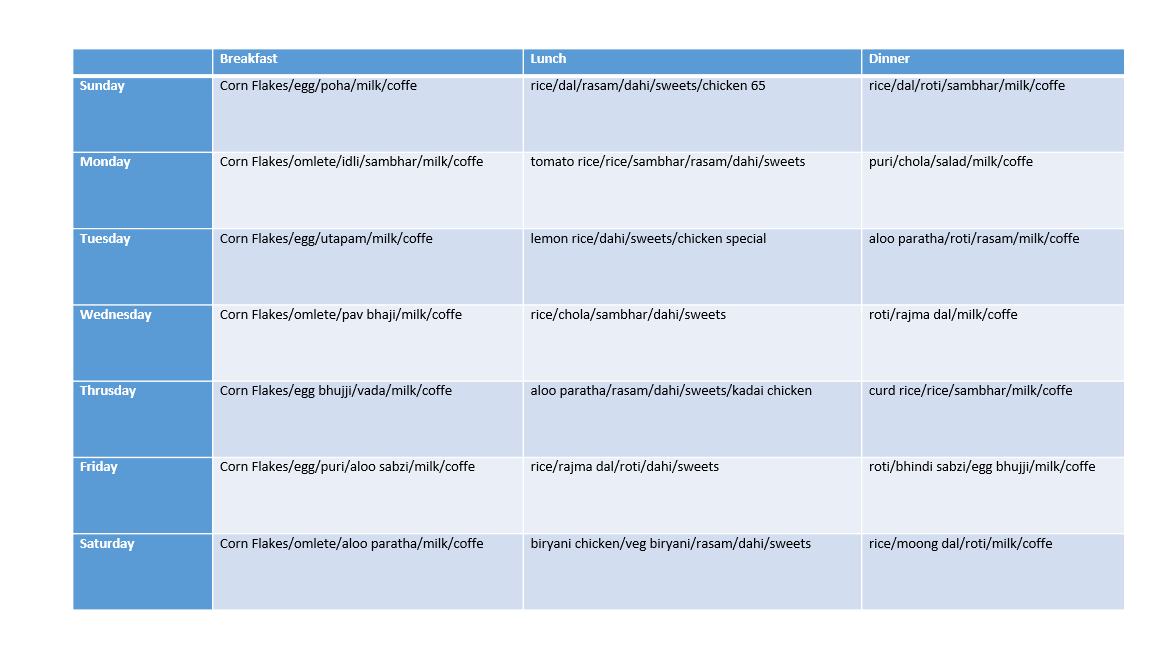 Breakfast Lunch Dinner
Sunday Corn Flakes/egg/poha/milk/coffe rice/dal/rasam/dahi/sweets/chicken 65 rice/dal/roti/sambhar/milk/coffe
Monday Corn Flakes/omlete/idli/sambhar/milk/coffe tomato rice/rice/sambhar/rasam/dahi/sweets puri/chola/salad/milk/coffe
Tuesday Corn Flakes/egg/utapam/milk/coffe lemon rice/dahi/sweets/chicken special aloo paratha/roti/rasam/milk/coffe
Wednesday Corn Flakes/omlete/pav bhaji/milk/coffe rice/chola/sambhar/dahi/sweets roti/rajma dal/milk/coffe
Thrusday Corn Flakes/egg bhujji/vada/milk/coffe aloo paratha/rasam/dahi/sweets/kadai chicken curd rice/rice/sambhar/milk/coffe
Friday Corn Flakes/egg/puri/aloo sabzi/milk/coffe rice/rajma dal/roti/dahi/sweets roti/bhindi sabzi/egg bhujji/milk/coffe
Saturday Corn Flakes/omlete/aloo paratha/milk/coffe biryani chicken/veg biryani/rasam/dahi/sweets rice/moong dal/roti/milk/coffe